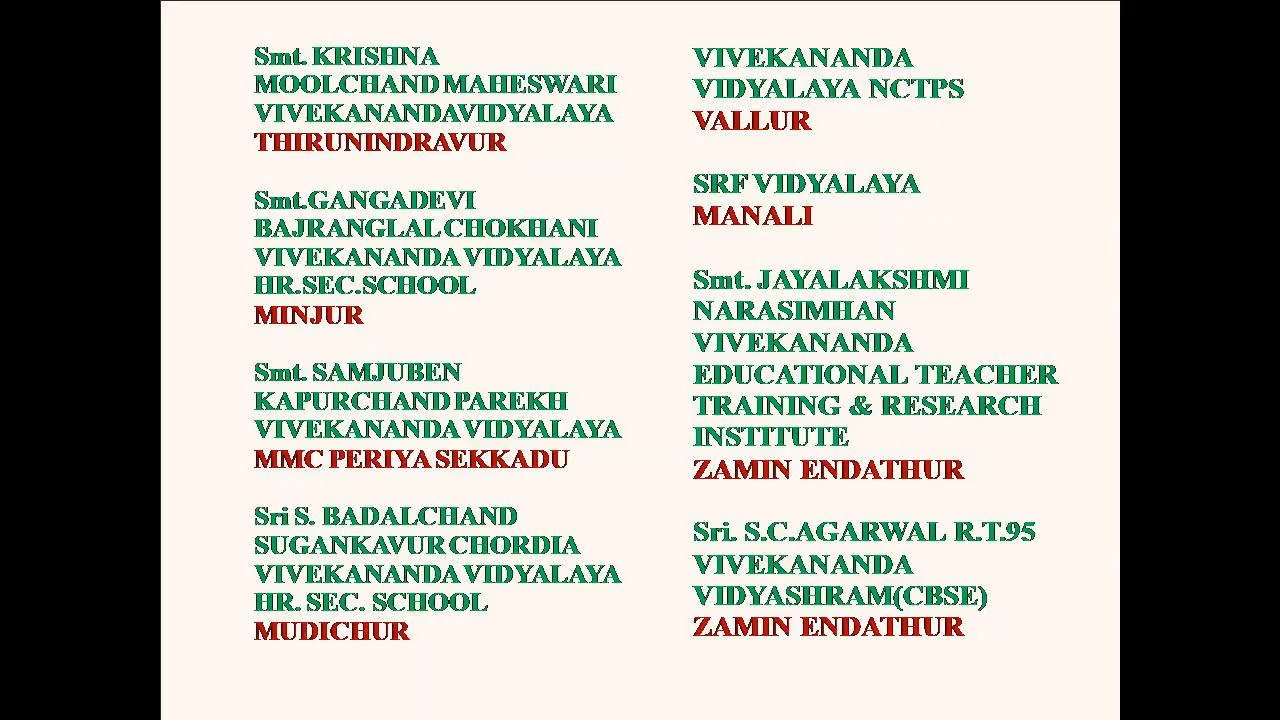 Smt. KRISHNA
MOOLCHAND MAHESWARI
VIVEKANANDAVIDYALAYA
THIRUNINDRAVUR
Smt.GANGADEVI
BAJRANGLAL CHOKHANI
VIVEKANANDA VIDYALAYA
HR.SEC.SCHOOL
MINJUR
Smt. SAMJUBEN
KAPURCHAND PAREKH
VIVEKANANDA VIDYALAYA
MMC PERIYA SEKKADU
Sri S. BADALCHAND
SUGANKAVUR CHORDIA
VIVEKANANDA VIDYALAYA
HR. SEC. SCHOOL
MUDICHUR
VIVEKANANDA
VIDYALAYA NCTPS
VALLUR
SRF VIDYALAYA
MANALI
Smt. JAYALAKSHMI
NARASIMHAN
VIVEKANANDA
EDUCATIONAL TEACHER
TRAINING & RESEARCH
INSTITUTE
ZAMIN ENDATHUR
Sri. S.C.AGARWAL R.T.95
VIVEKANANDA
VIDYASHRAM(CBSE)
ZAMIN ENDATHUR